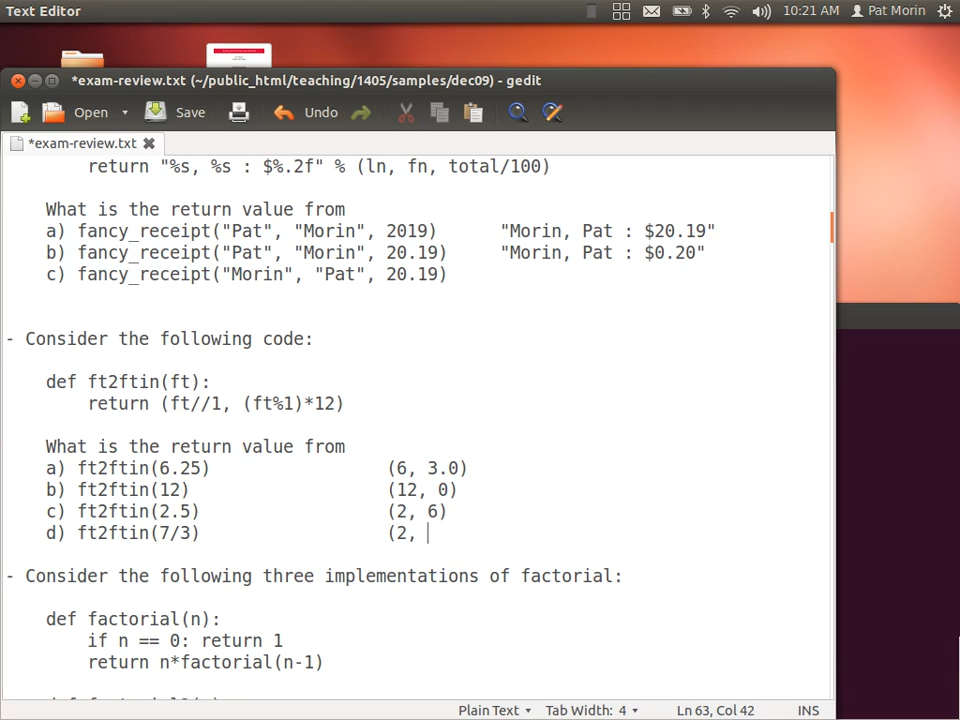 Text Editor
10:21 AM
Pat Morin
*exam-review.txt (~/public_html/teaching/1405/samples/dec09) - gedit
Open
Save
Undo
*exam-review.txt
return "%s, %s : $%.2f" % (ln, fn, total/100)
What is the return value from
a) fancy_receipt("Pat", "Morin", 2019) "Morin, Pat : $20.19"
b) fancy_receipt("Pat", "Morin", 20.19) "Morin, Pat : $0.20"
c) fancy_receipt("Morin", "Pat", 20.19)
- Consider the following code:
def ft2ftin(ft):
return (ft//1, (ft%1)*12)
What is the return value from
a) ft2ftin(6.25) (6, 3.0)
b) ft2ftin(12) (12, 0)
c) ft2ftin(2.5) (2, 6)
d) ft2ftin(7/3) (2,
- Consider the following three implementations of factorial:
def factorial(n):
if n == 0: return 1
return n*factorial(n-1)
Plain Text
Tab Width: 4
Ln 63, Col 42
INS